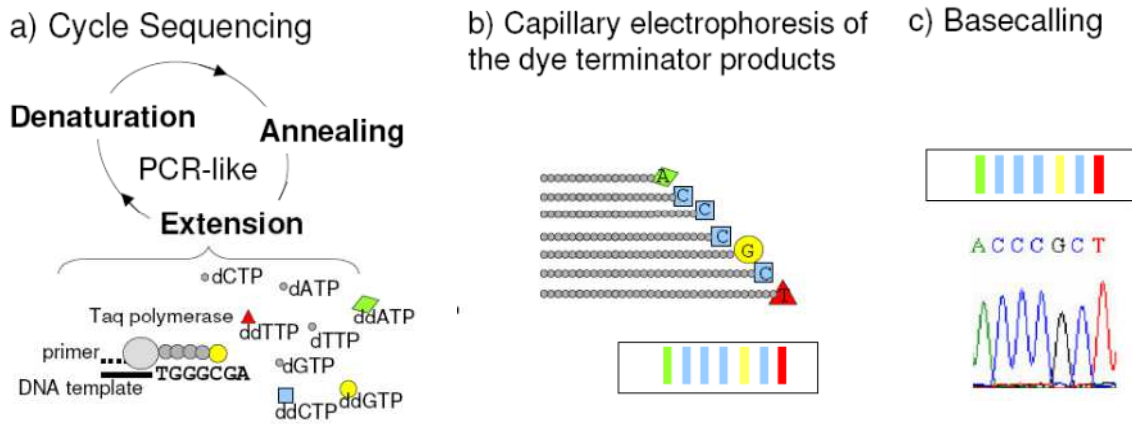 a) Cycle Sequencing
Denaturation
Annealing
PCR-like
Extension
dCTP
dATP
Taq polymerase
ddATP
ddTTP
dTTP
primer
dGTP
DNA template
TGGGCGA
ddCTP
ddGTP
b) Capillary electrophoresis of
the dye terminator products
A
C
C
C
G
C
T
c) Basecalling
A C C C G C T